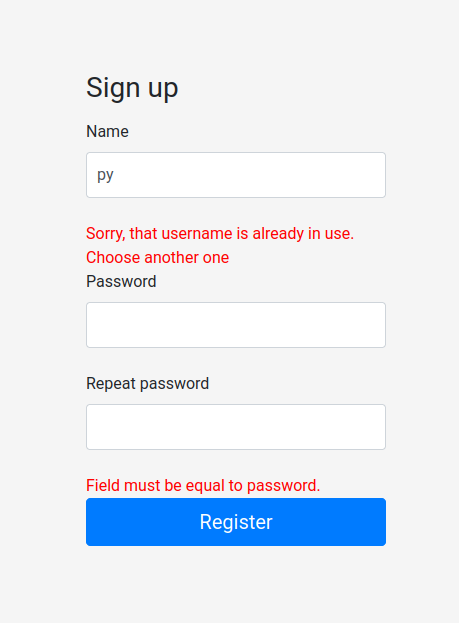 Sign up
Name
py
Sorry, that username is already in use.
Choose another one
Password
Repeat password
Field must be equal to password.
Register